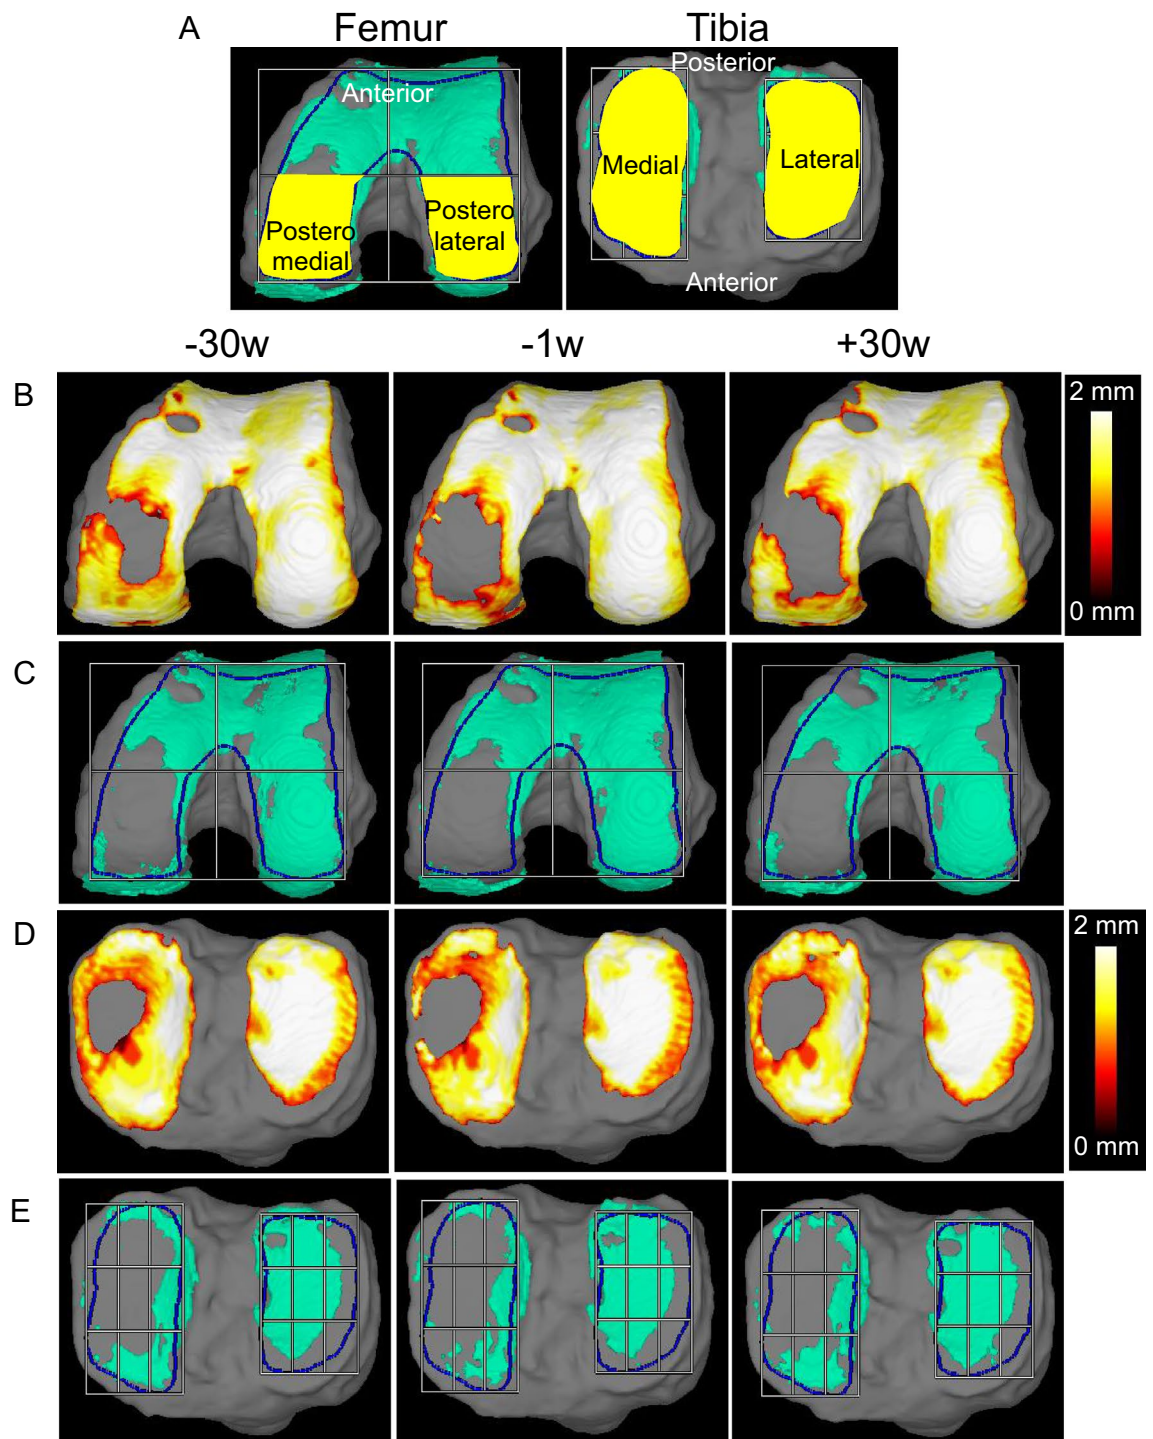 A
Femur
Tibia
Anterior
Postero
medial
Postero
lateral
Posterior
Medial
Lateral
Anterior
-30w
-1w
+30w
B
2 mm
0 mm
C
D
2 mm
0 mm
E